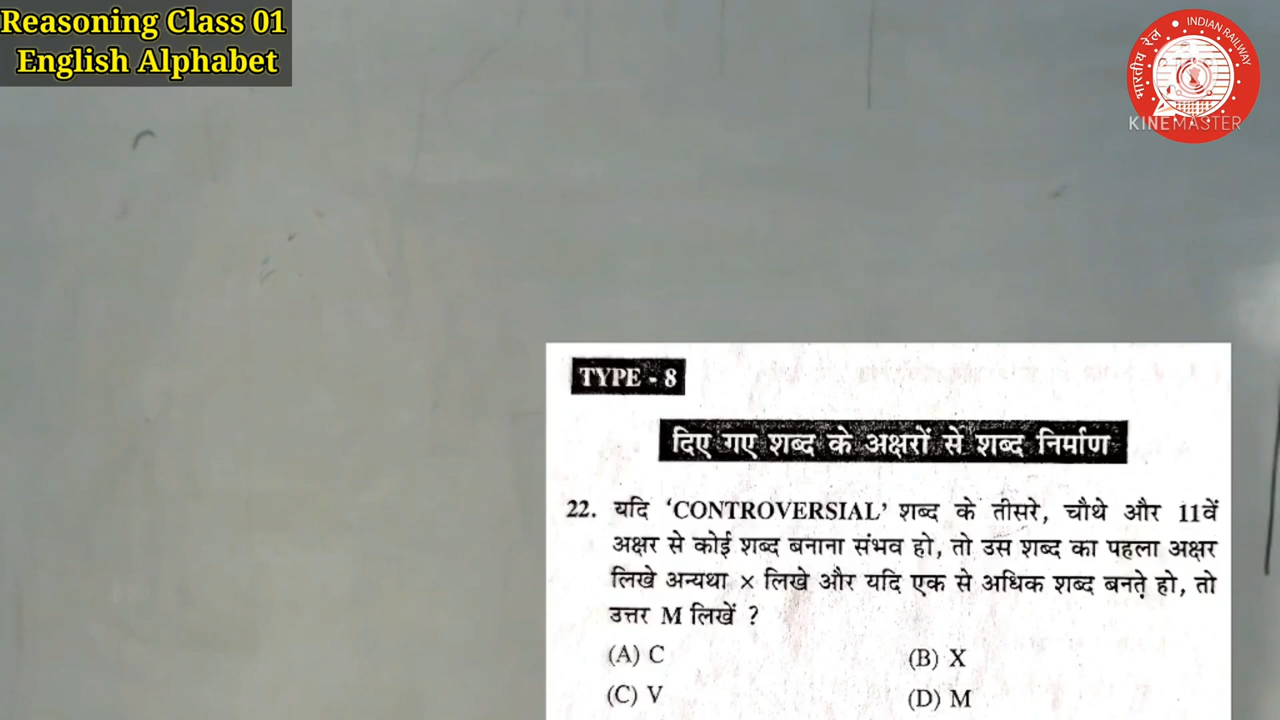 Reasoning Class 01
English Alphabet
भारतीय रेल
INDIAN RAILWAY
KINEMASTER
TYPE - 8
दिए गए शब्द के अक्षरों से शब्द निर्माण
22. यदि ‘CONTROVERSIAL’ शब्द के तीसरे, चौथे और 11वें
अक्षर से कोई शब्द बनाना संभव हो, तो उस शब्द का पहला अक्षर
लिखे अन्यथा × लिखे और यदि एक से अधिक शब्द बनते हो, तो
उत्तर M लिखें ?
(A) C (B) X
(C) V (D) M